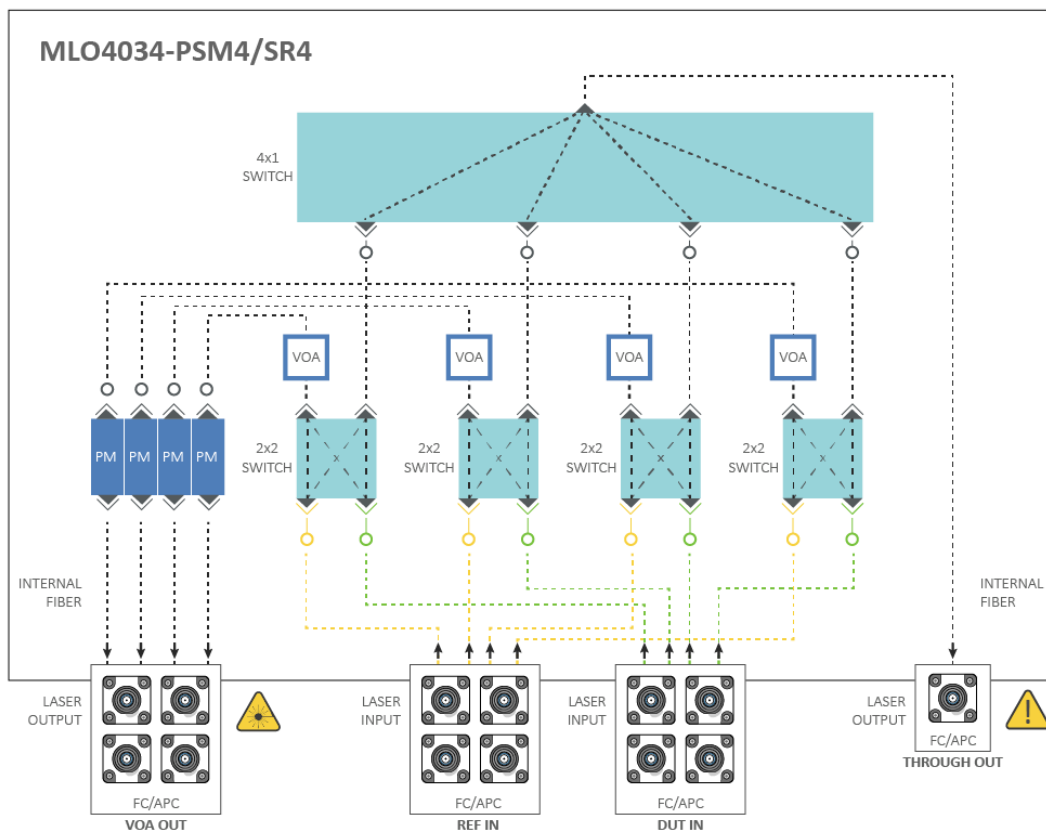 MLO4034-PSM4/SR4
4x1
SWITCH
VOA
VOA
VOA
VOA
PM
PM
PM
PM
2x2
SWITCH
2x2
SWITCH
2x2
SWITCH
2x2
SWITCH
x
x
x
x
INTERNAL
FIBER
INTERNAL
FIBER
LASER
OUTPUT
LASER
INPUT
LASER
INPUT
LASER
OUTPUT
!
FC/APC
VOA OUT
FC/APC
REF IN
FC/APC
DUT IN
FC/APC
THROUGH OUT